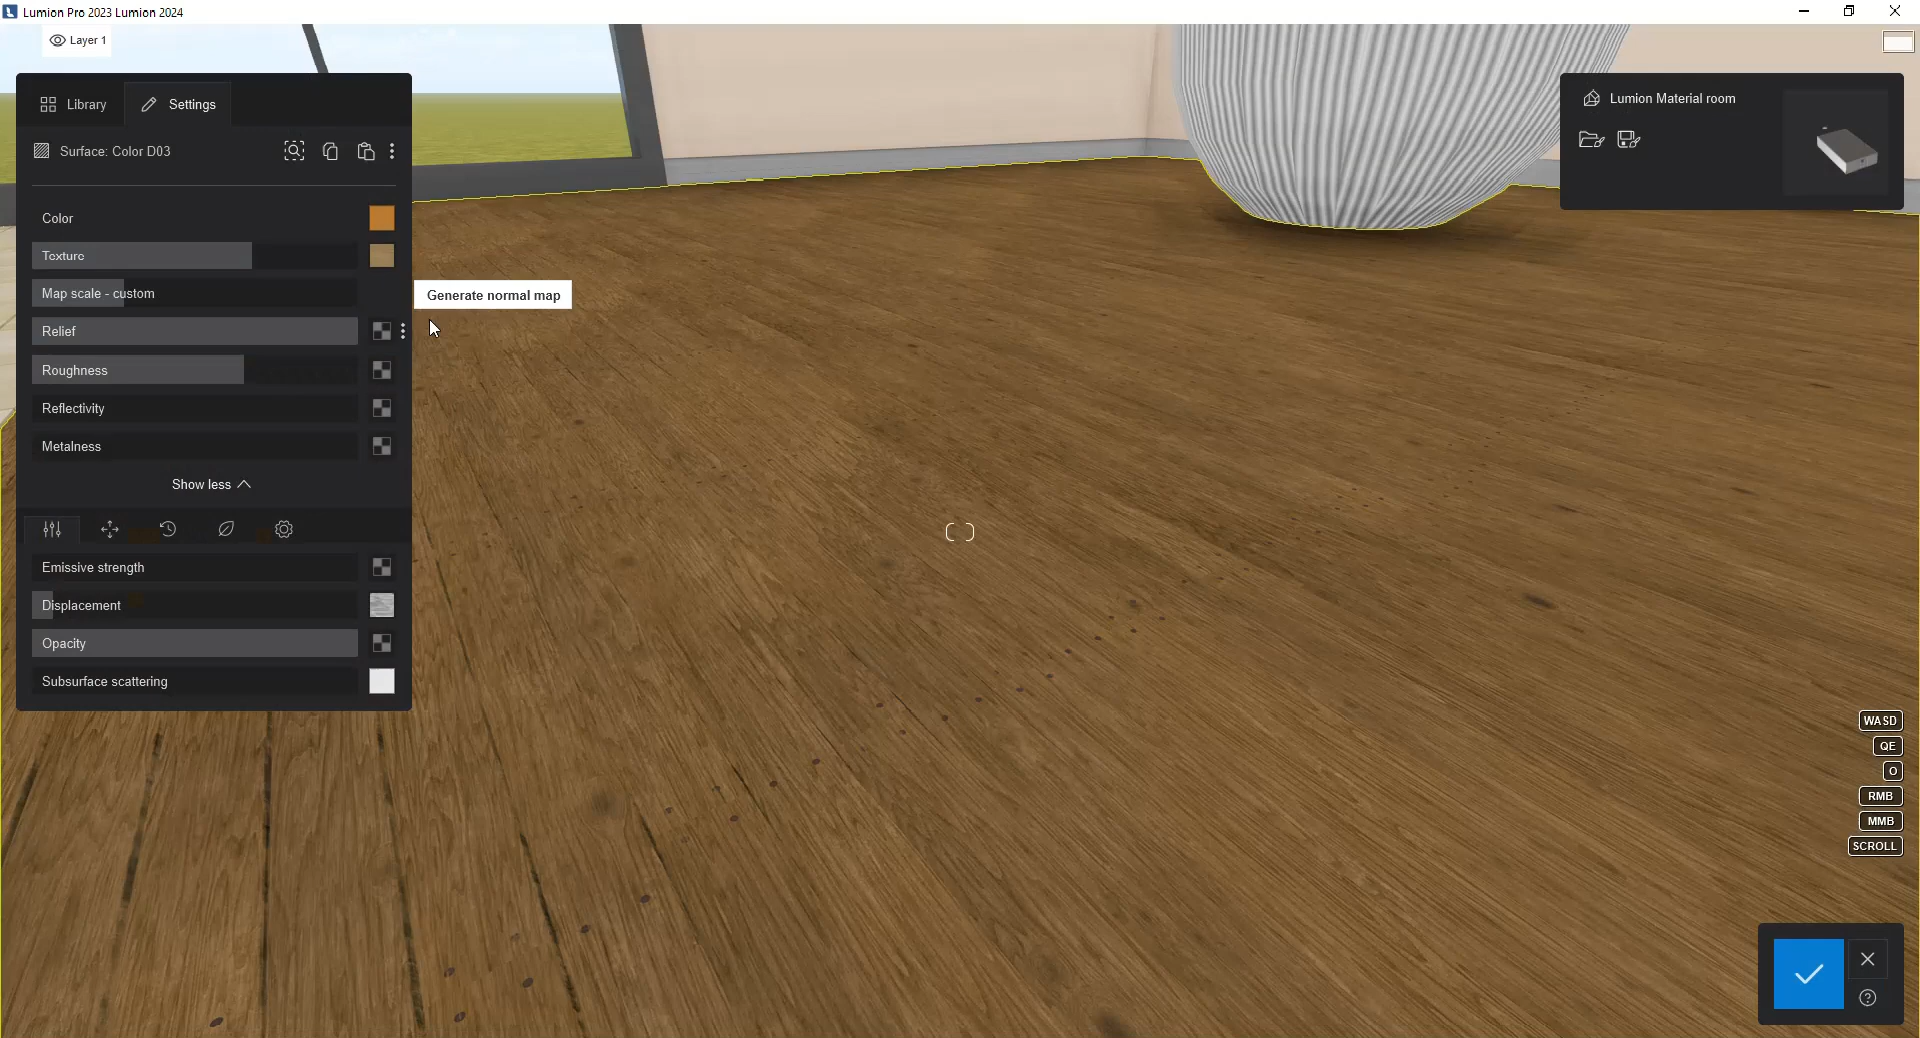 Lumion Pro 2023 Lumion 2024
Layer 1
Library
Settings
Surface: Color D03
Color
Texture
Map scale - custom
Relief
Roughness
Reflectivity
Metalness
Show less
Emissive strength
Displacement
Opacity
Subsurface scattering
Generate normal map
Lumion Material room
WASD
QE
O
RMB
MMB
SCROLL